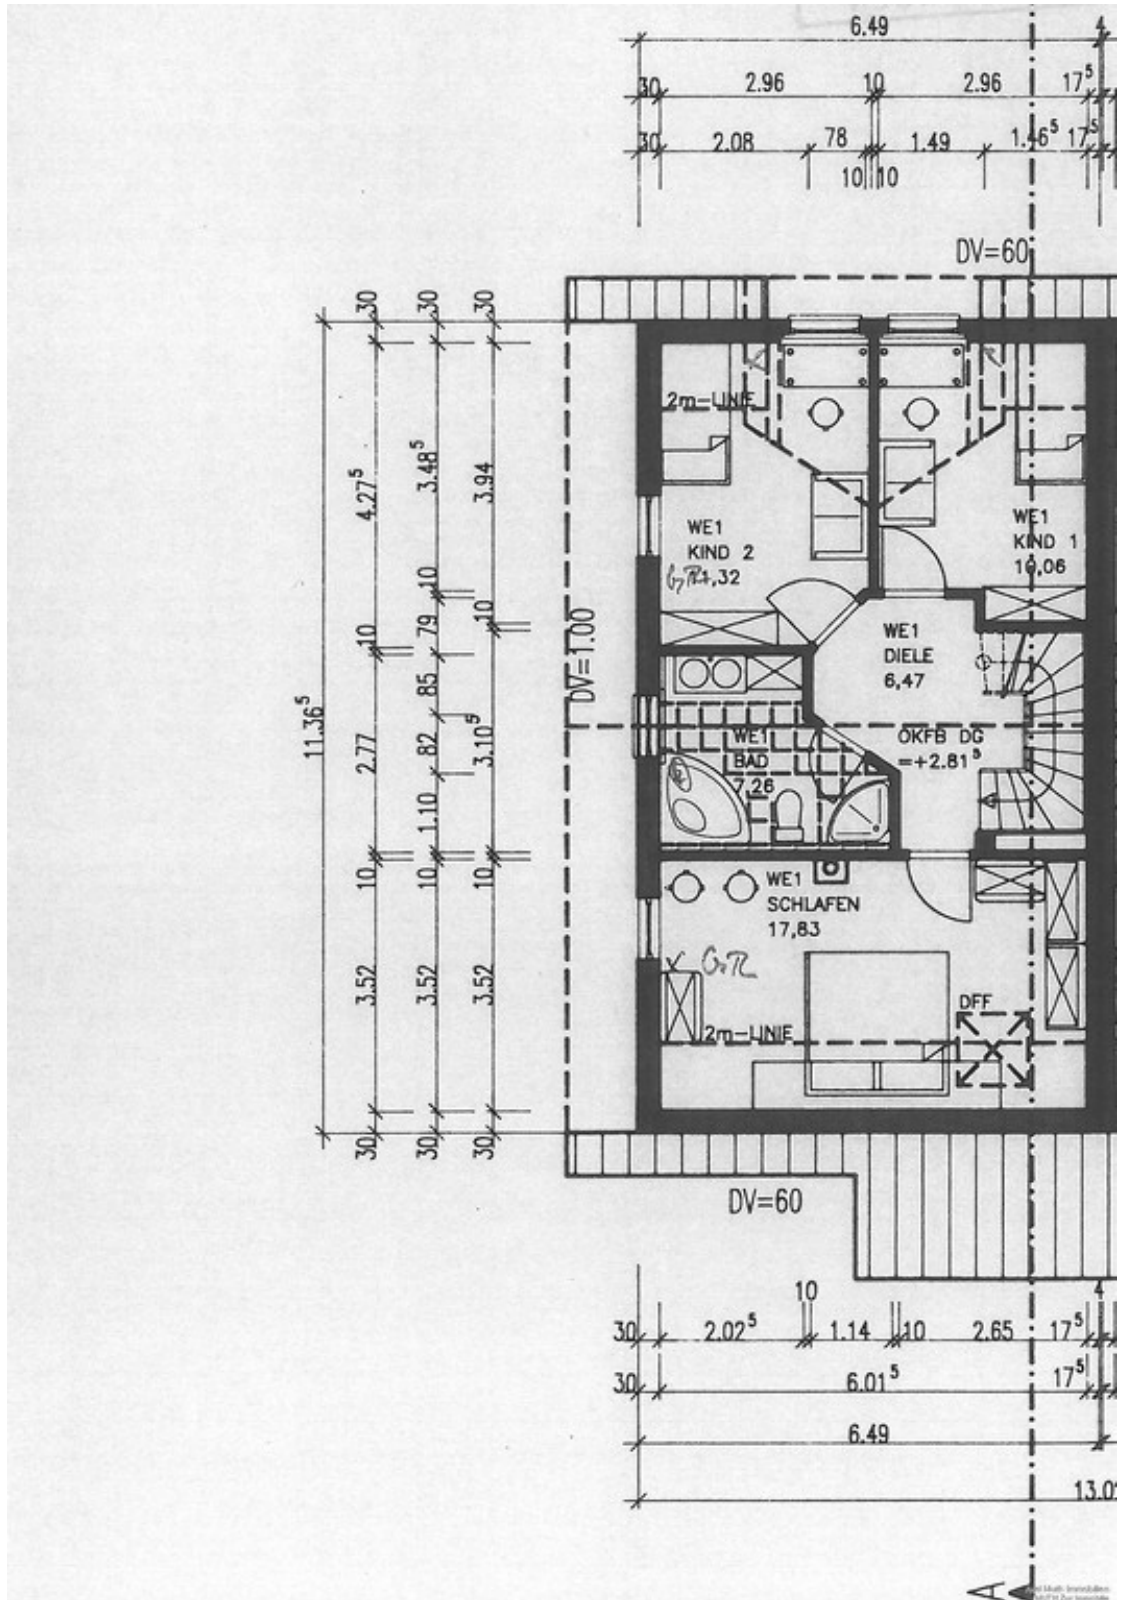 6.49 4
30 2.96 10 2.96 17⁵
30 2.08 78 1.49 1.46⁵ 17⁵
10 10
DV=60
30 30 30
4.27⁵ 3.48⁵ 3.94
2m-LINIE
WE1
KIND 2
WE1
KIND 1
10,06
10 10 10
79
DV=1.00
WE1
DIELE
6,47
85
11.36⁵
2.77 82 3.10⁵
WE1
BAD
7,26
OKFB DG
=+2.81⁵
1.10
10 10 10
WE1
SCHLAFEN
17,83
3.52 3.52 3.52
DFF
2m-LINIE
30 30 30
DV=60
10 4
30 2.02⁵ 1.14 10 2.65 17⁵
30 6.01⁵ 17⁵
6.49
A